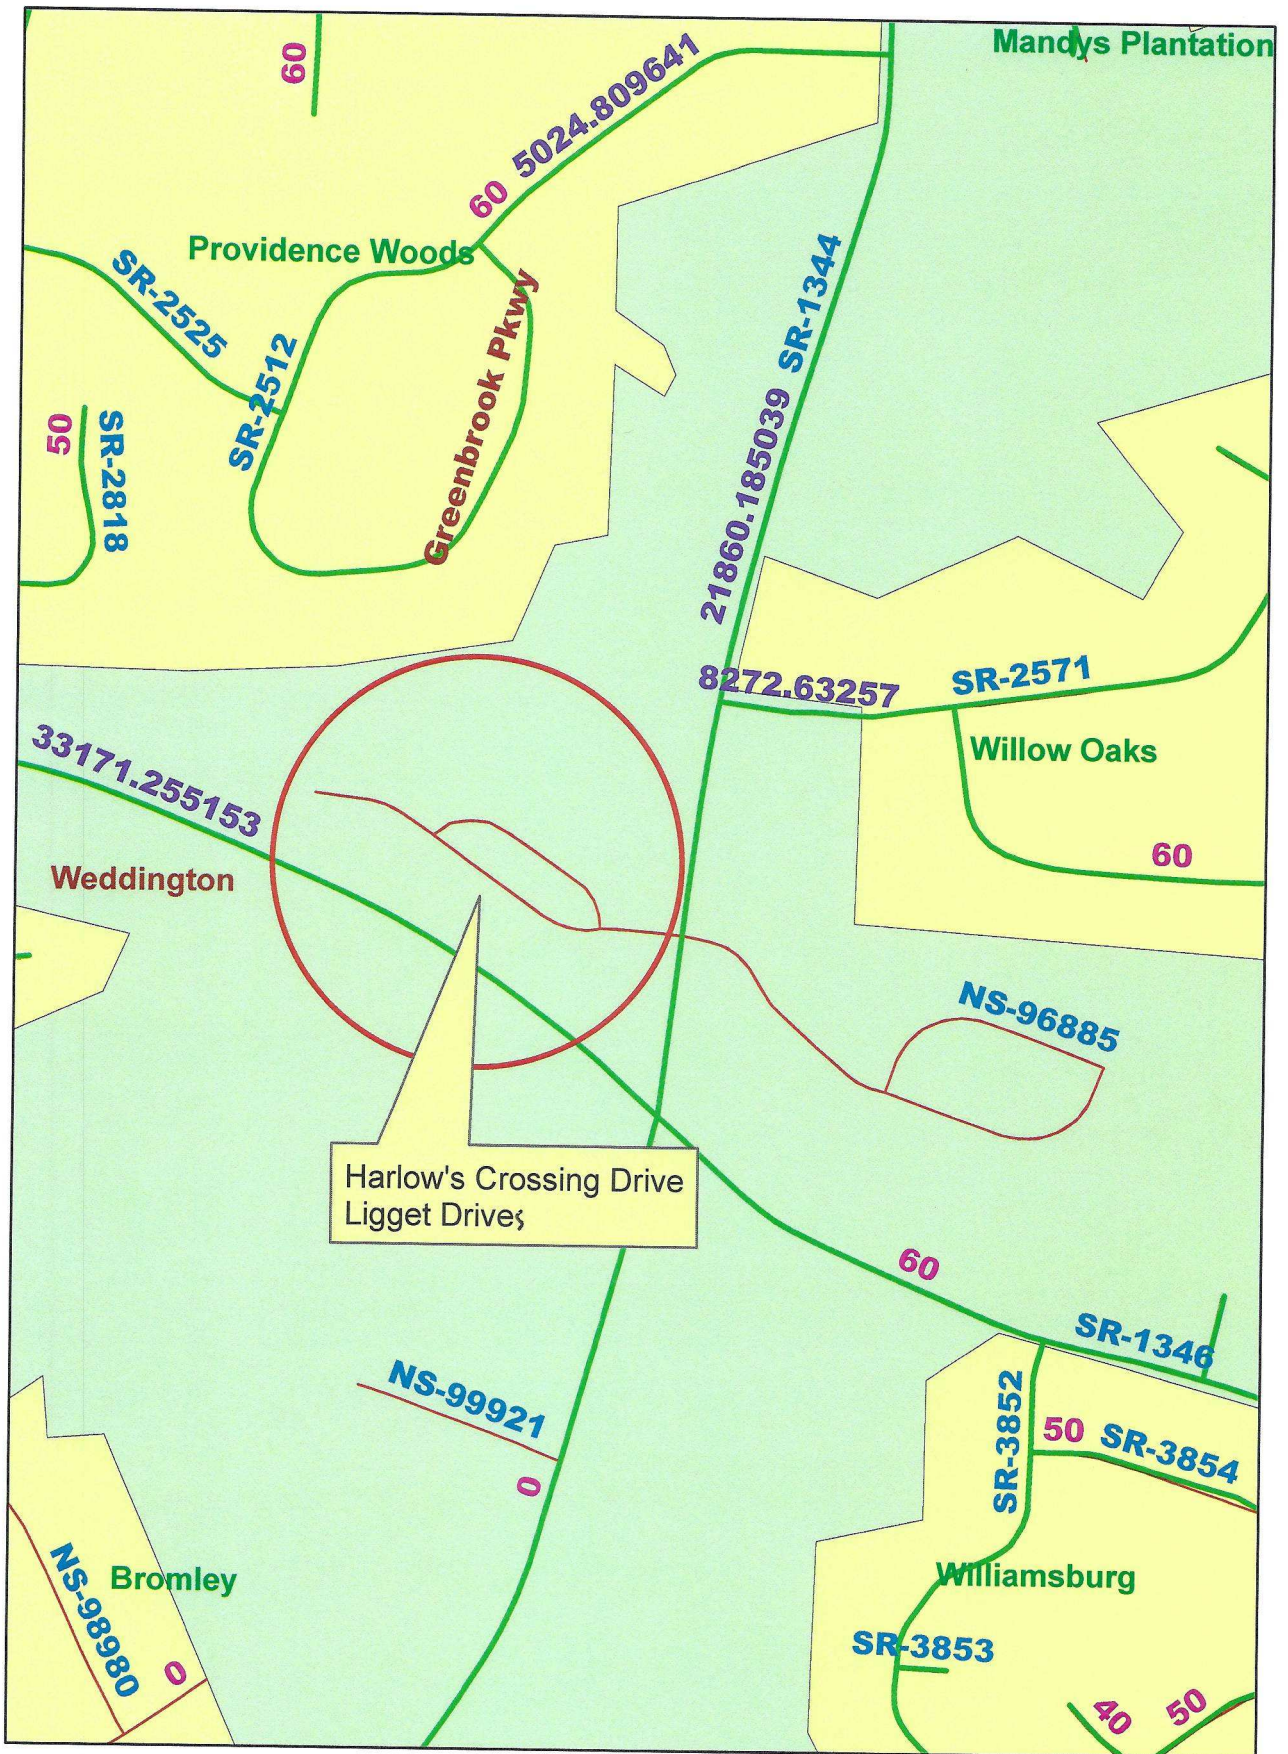 Mandys Plantation
60
5024.809641
60
Providence Woods
SR-2525
SR-2512
Greenbrook Pkwy
SR-1344
21860.185039
50
SR-2818
8272.63257
SR-2571
Willow Oaks
60
33171.255153
Weddington
NS-96885
Harlow's Crossing Drive
Ligget Drives
60
SR-1346
NS-99921
0
SR-3852
50
SR-3854
NS-98980
Bromley
0
Williamsburg
SR-3853
40
50